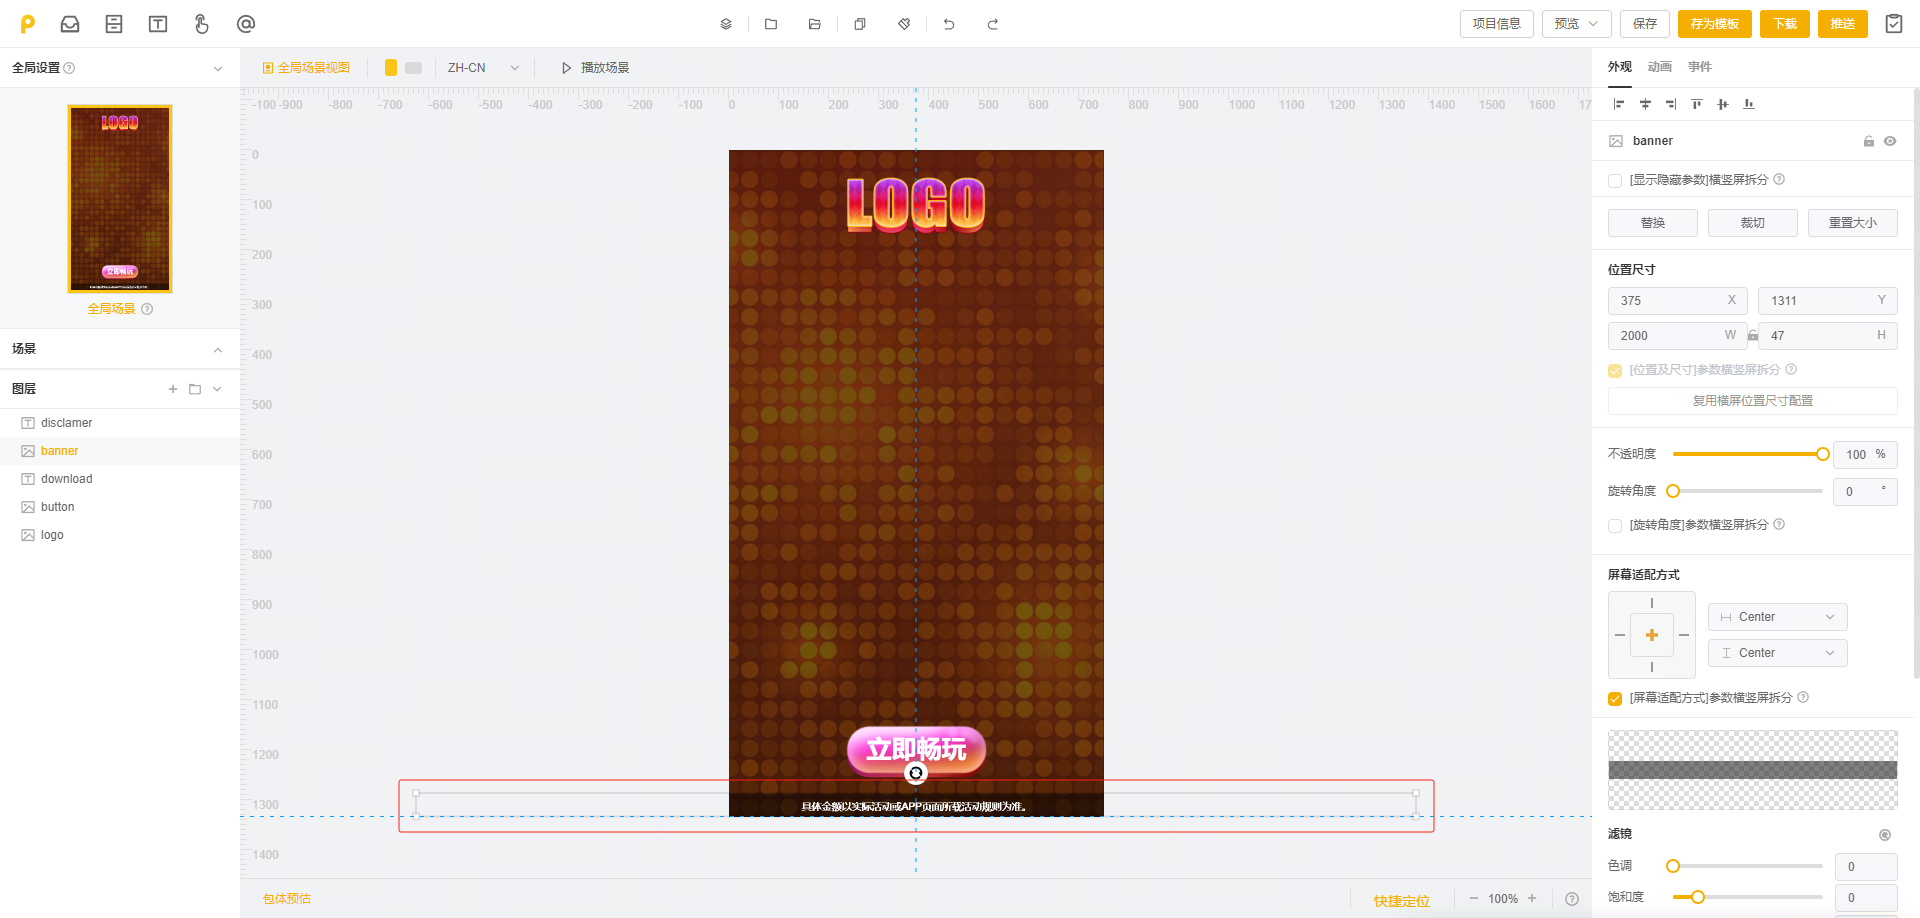 项目信息
预览
保存
存为模板
下载
推送
全局设置
全局场景视图
ZH-CN
播放场景
外观 动画 事件
-100 -900 -800 -700 -600 -500 -400 -300 -200 -100 0 100 200 300 400 500 600 700 800 900 1000 1100 1200 1300 1400 1500 1600 17
0
100
200
300
400
500
600
700
800
900
1000
1100
1200
1300
1400
LOGO
立即畅玩
全局场景
场景
图层
disclamer
banner
download
button
logo
LOGO
立即畅玩
具体金额以实际活动或APP页面所载活动规则为准。
包体预估
快捷定位
100%
banner
[显示隐藏参数]横竖屏拆分
替换
裁切
重置大小
位置尺寸
375 X
1311 Y
2000 W
47 H
[位置及尺寸]参数横竖屏拆分
复用横屏位置尺寸配置
不透明度
100 %
旋转角度
0 °
[旋转角度]参数横竖屏拆分
屏幕适配方式
Center
Center
[屏幕适配方式]参数横竖屏拆分
滤镜
色调
0
饱和度
0